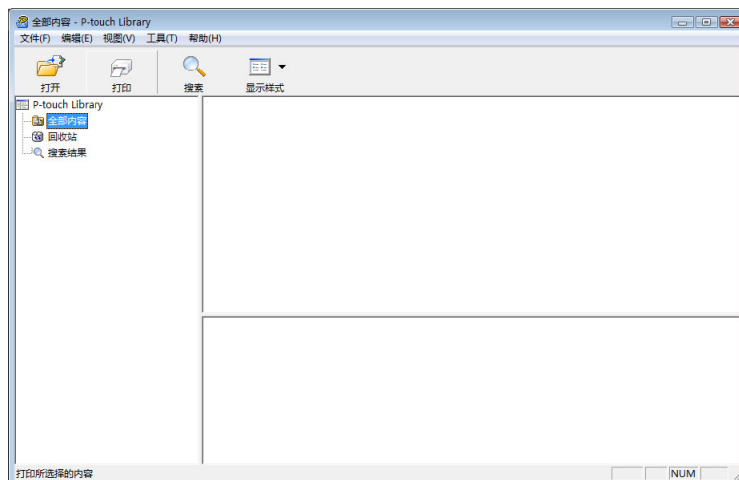 全部内容 - P-touch Library
文件(F) 编辑(E) 视图(V) 工具(T) 帮助(H)
打开 打印 搜索 显示样式
P-touch Library
全部内容
回收站
搜索结果
打印所选择的内容 NUM